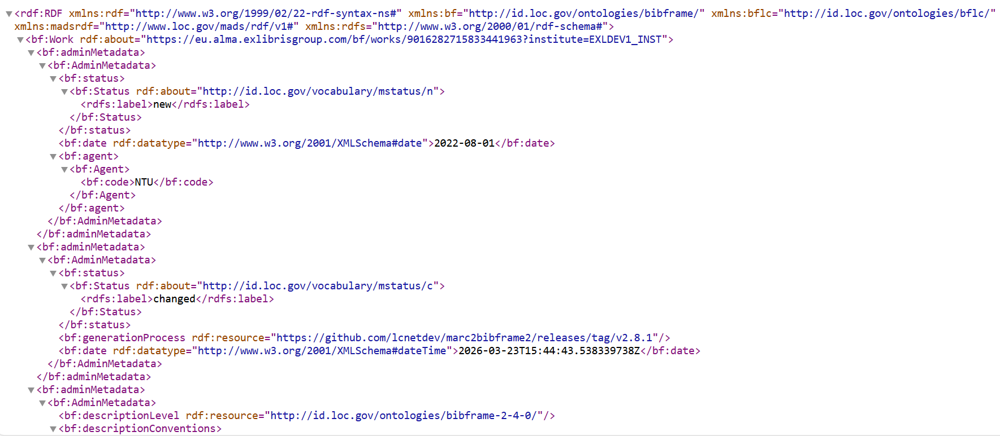 ▼<rdf:RDF xmlns:rdf="http://www.w3.org/1999/02/22-rdf-syntax-ns#" xmlns:bf="http://id.loc.gov/ontologies/bibframe/" xmlns:bflc="http://id.loc.gov/ontologies/bflc/"
xmlns:madsrdf="http://www.loc.gov/mads/rdf/v1#" xmlns:rdfs="http://www.w3.org/2000/01/rdf-schema#">
▼<bf:Work rdf:about="https://eu.alma.exlibrisgroup.com/bf/works/9016282715833441963?institute=EXLDEV1_INST">
▼<bf:adminMetadata>
▼<bf:AdminMetadata>
▼<bf:status>
▼<bf:Status rdf:about="http://id.loc.gov/vocabulary/mstatus/n">
<rdfs:label>new</rdfs:label>
</bf:Status>
</bf:status>
<bf:date rdf:datatype="http://www.w3.org/2001/XMLSchema#date">2022-08-01</bf:date>
▼<bf:agent>
▼<bf:Agent>
<bf:code>NTU</bf:code>
</bf:Agent>
</bf:agent>
</bf:AdminMetadata>
</bf:adminMetadata>
▼<bf:adminMetadata>
▼<bf:AdminMetadata>
▼<bf:status>
▼<bf:Status rdf:about="http://id.loc.gov/vocabulary/mstatus/c">
<rdfs:label>changed</rdfs:label>
</bf:Status>
</bf:status>
<bf:generationProcess rdf:resource="https://github.com/lcnetdev/marc2bibframe2/releases/tag/v2.8.1"/>
<bf:date rdf:datatype="http://www.w3.org/2001/XMLSchema#dateTime">2026-03-23T15:44:43.538339738Z</bf:date>
</bf:AdminMetadata>
</bf:adminMetadata>
▼<bf:adminMetadata>
▼<bf:AdminMetadata>
<bf:descriptionLevel rdf:resource="http://id.loc.gov/ontologies/bibframe-2-4-0/"/>
▼<bf:descriptionConventions>